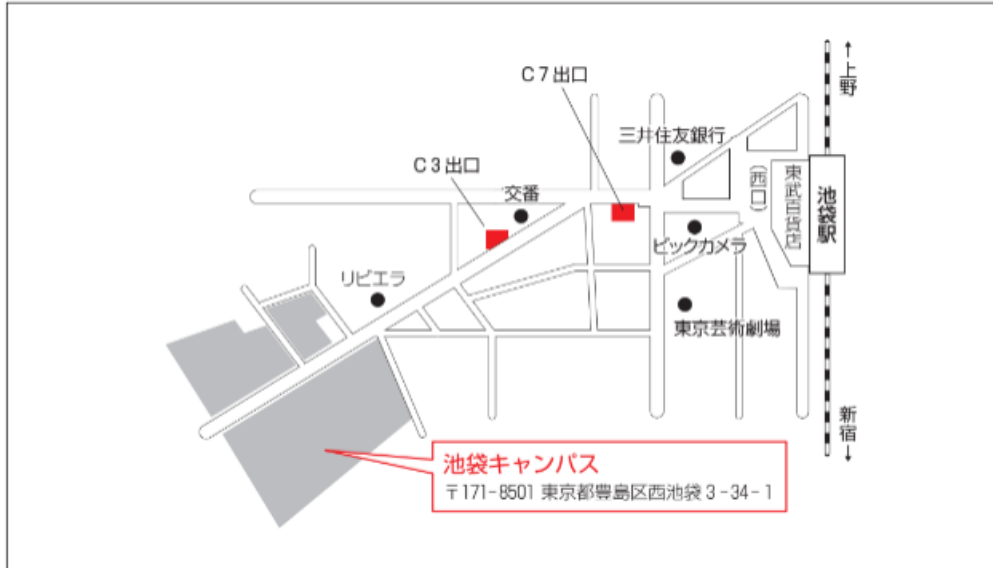 ↑上野
C7出口
三井住友銀行
C3出口
交番
(西口)
東武百貨店
池袋駅
ビックカメラ
リビエラ
東京芸術劇場
新宿↓
池袋キャンパス
〒171-8501 東京都豊島区西池袋3-34-1